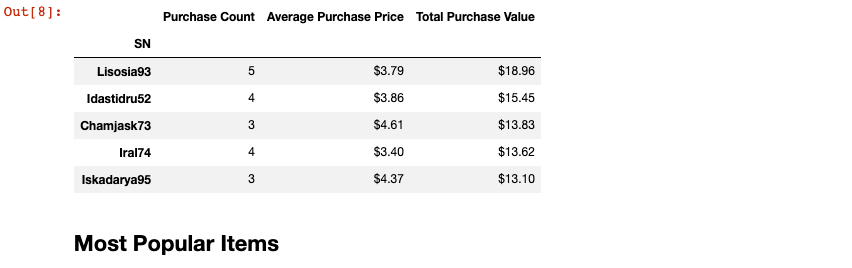 Out[8]:
Purchase Count Average Purchase Price Total Purchase Value
SN
Lisosia93 5 $3.79 $18.96
Idastidru52 4 $3.86 $15.45
Chamjask73 3 $4.61 $13.83
Iral74 4 $3.40 $13.62
Iskadarya95 3 $4.37 $13.10
Most Popular Items